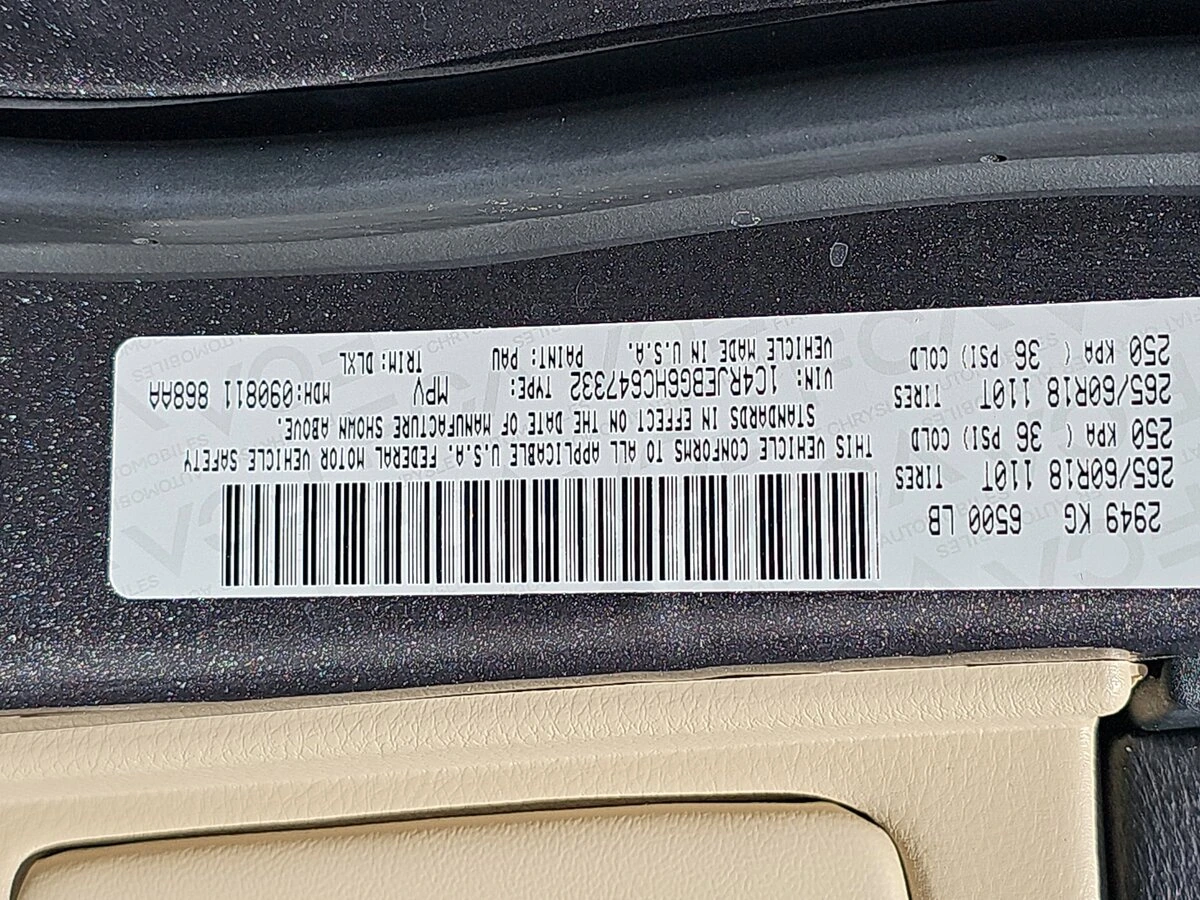 2949 KG 6500 LB
265/60R18 110T TIRES
250 KPA ( 36 PSI) COLD
265/60R18 110T TIRES
250 KPA ( 36 PSI) COLD
THIS VEHICLE CONFORMS TO ALL APPLICABLE U.S.A. FEDERAL MOTOR VEHICLE SAFETY
STANDARDS IN EFFECT ON THE DATE OF MANUFACTURE SHOWN ABOVE.
VIN: 1C4RJEBG6HC647332 TYPE: MPV MDH:090811 868AA
VEHICLE MADE IN U.S.A. PAINT: PAU TRIM: DLXL